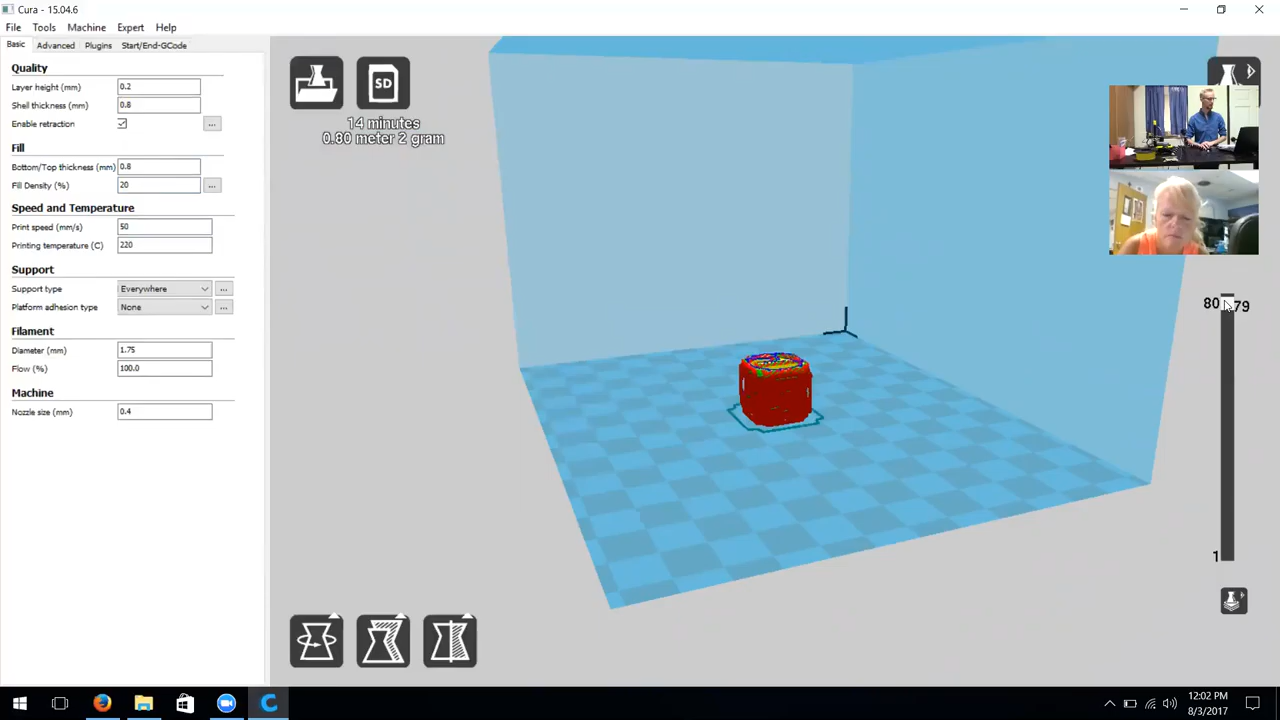 Cura - 15.04.6
File Tools Machine Expert Help
Basic Advanced Plugins Start/End-GCode
Quality
Layer height (mm) 0.2
Shell thickness (mm) 0.8
Enable retraction ...
Fill
Bottom/Top thickness (mm) 0.8
Fill Density (%) 20 ...
Speed and Temperature
Print speed (mm/s) 50
Printing temperature (C) 220
Support
Support type Everywhere ...
Platform adhesion type None ...
Filament
Diameter (mm) 1.75
Flow (%) 100.0
Machine
Nozzle size (mm) 0.4
SD
14 minutes
0.80 meter 2 gram
80 79
1
12:02 PM
8/3/2017